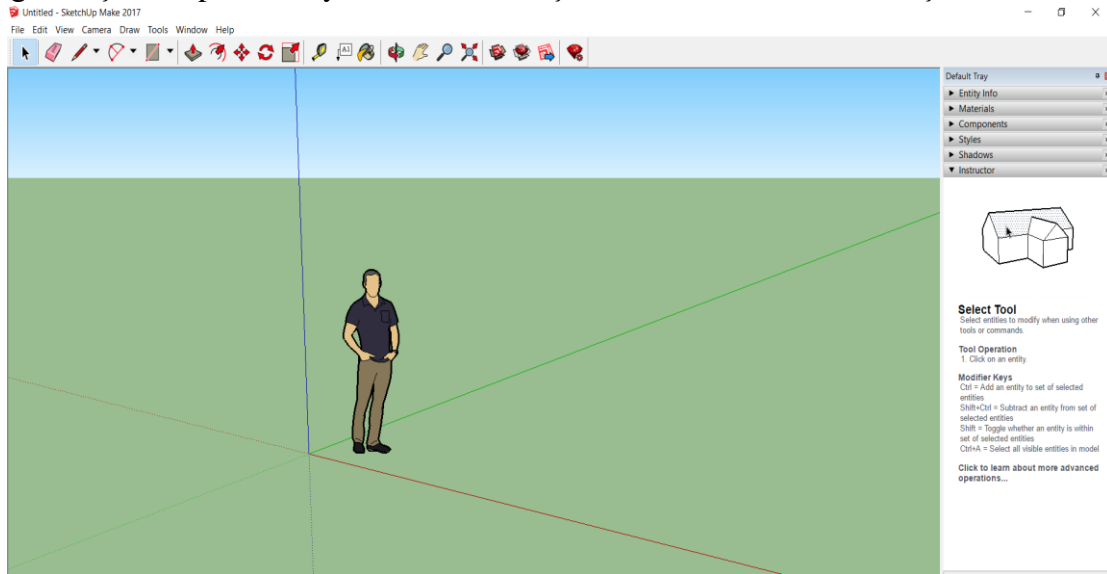 Untitled - SketchUp Make 2017
File Edit View Camera Draw Tools Window Help
A1
Default Tray
Entity Info
Materials
Components
Styles
Shadows
Instructor
Select Tool
Select entities to modify when using other
tools or commands.
Tool Operation
1. Click on an entity.
Modifier Keys
Ctrl = Add an entity to set of selected
entities
Shift+Ctrl = Subtract an entity from set of
selected entities
Shift = Toggle whether an entity is within
set of selected entities
Ctrl+A = Select all visible entities in model
Click to learn about more advanced
operations...